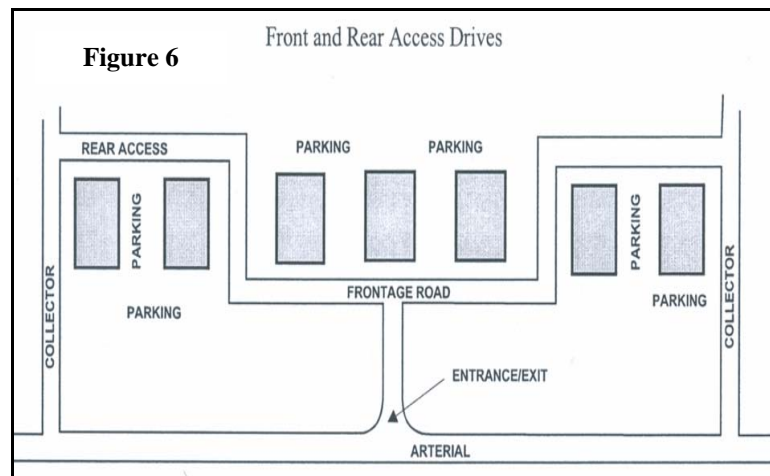 Front and Rear Access Drives
Figure 6
REAR ACCESS
PARKING
PARKING
PARKING
PARKING
PARKING
PARKING
COLLECTOR
COLLECTOR
FRONTAGE ROAD
ENTRANCE/EXIT
ARTERIAL